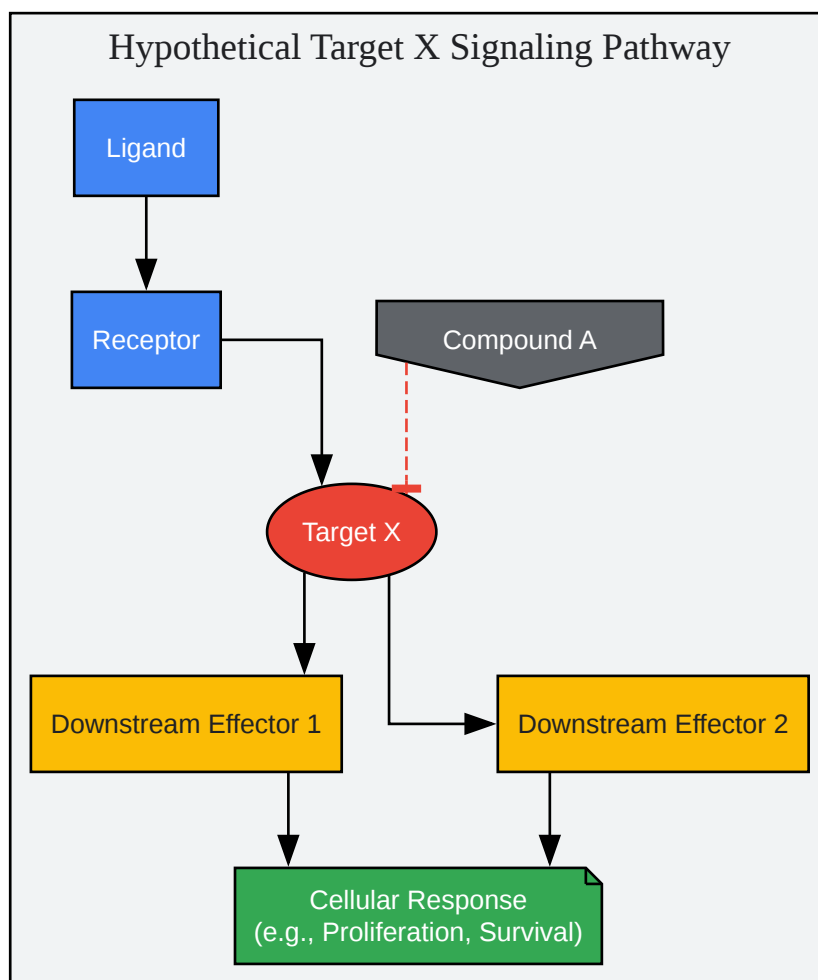 Hypothetical Target X Signaling Pathway
Ligand
Receptor
Compound A
Target X
Downstream Effector 1
Downstream Effector 2
Cellular Response
(e.g., Proliferation, Survival)